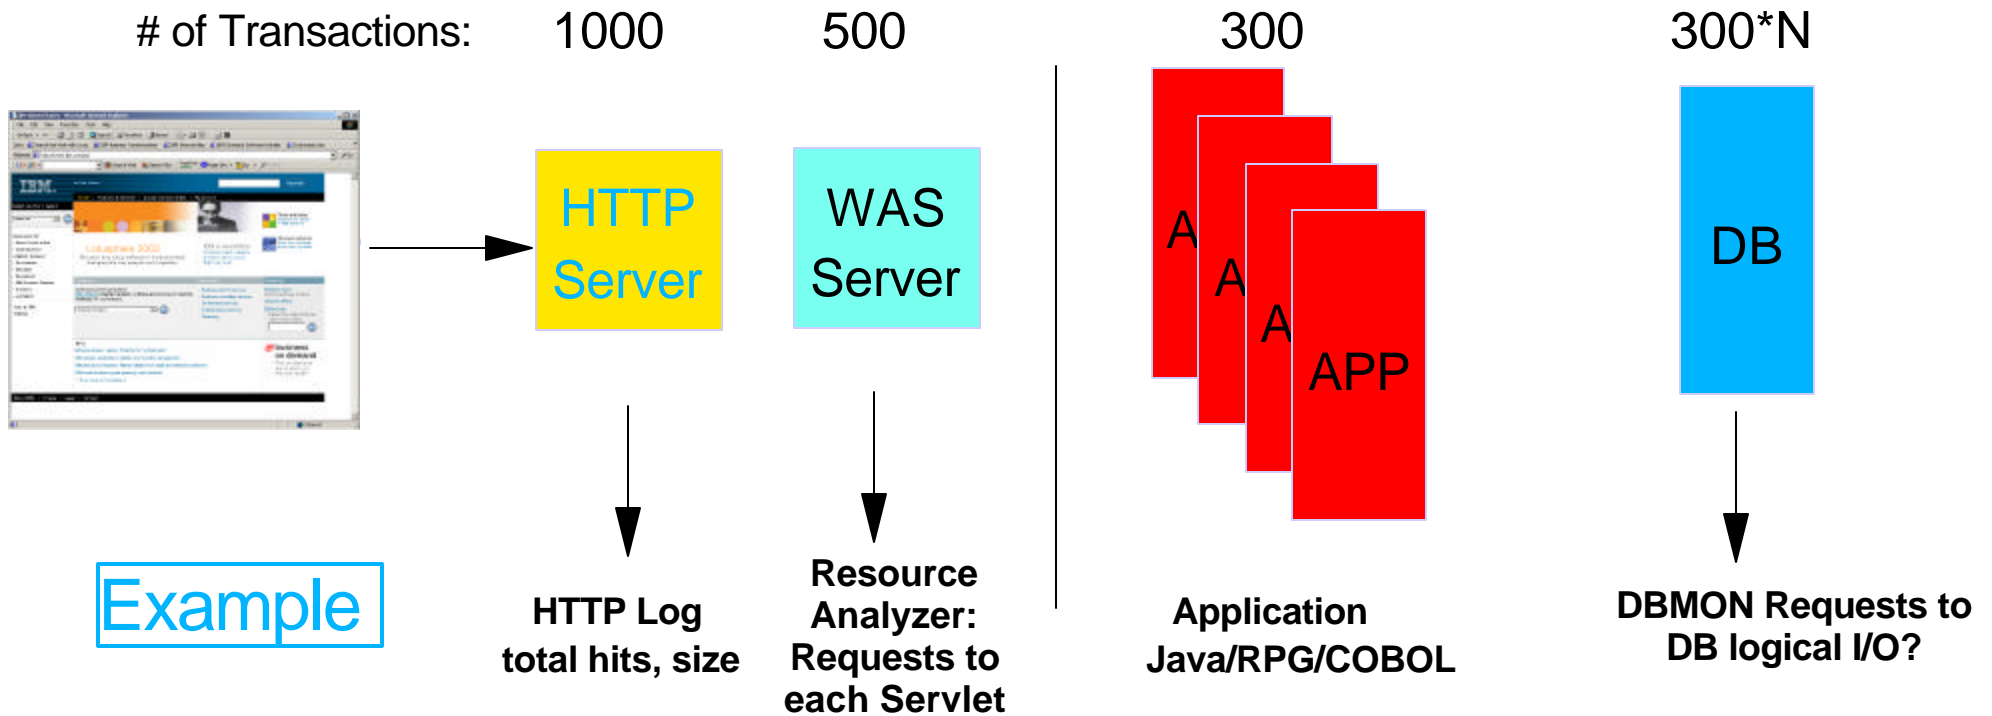 # of Transactions: 1000 500 300 300*N
IBM
HTTP
Server
WAS
Server
A
A
A
APP
DB
Example
HTTP Log
total hits, size
Resource
Analyzer:
Requests to
each Servlet
Application
Java/RPG/COBOL
DBMON Requests to
DB logical I/O?